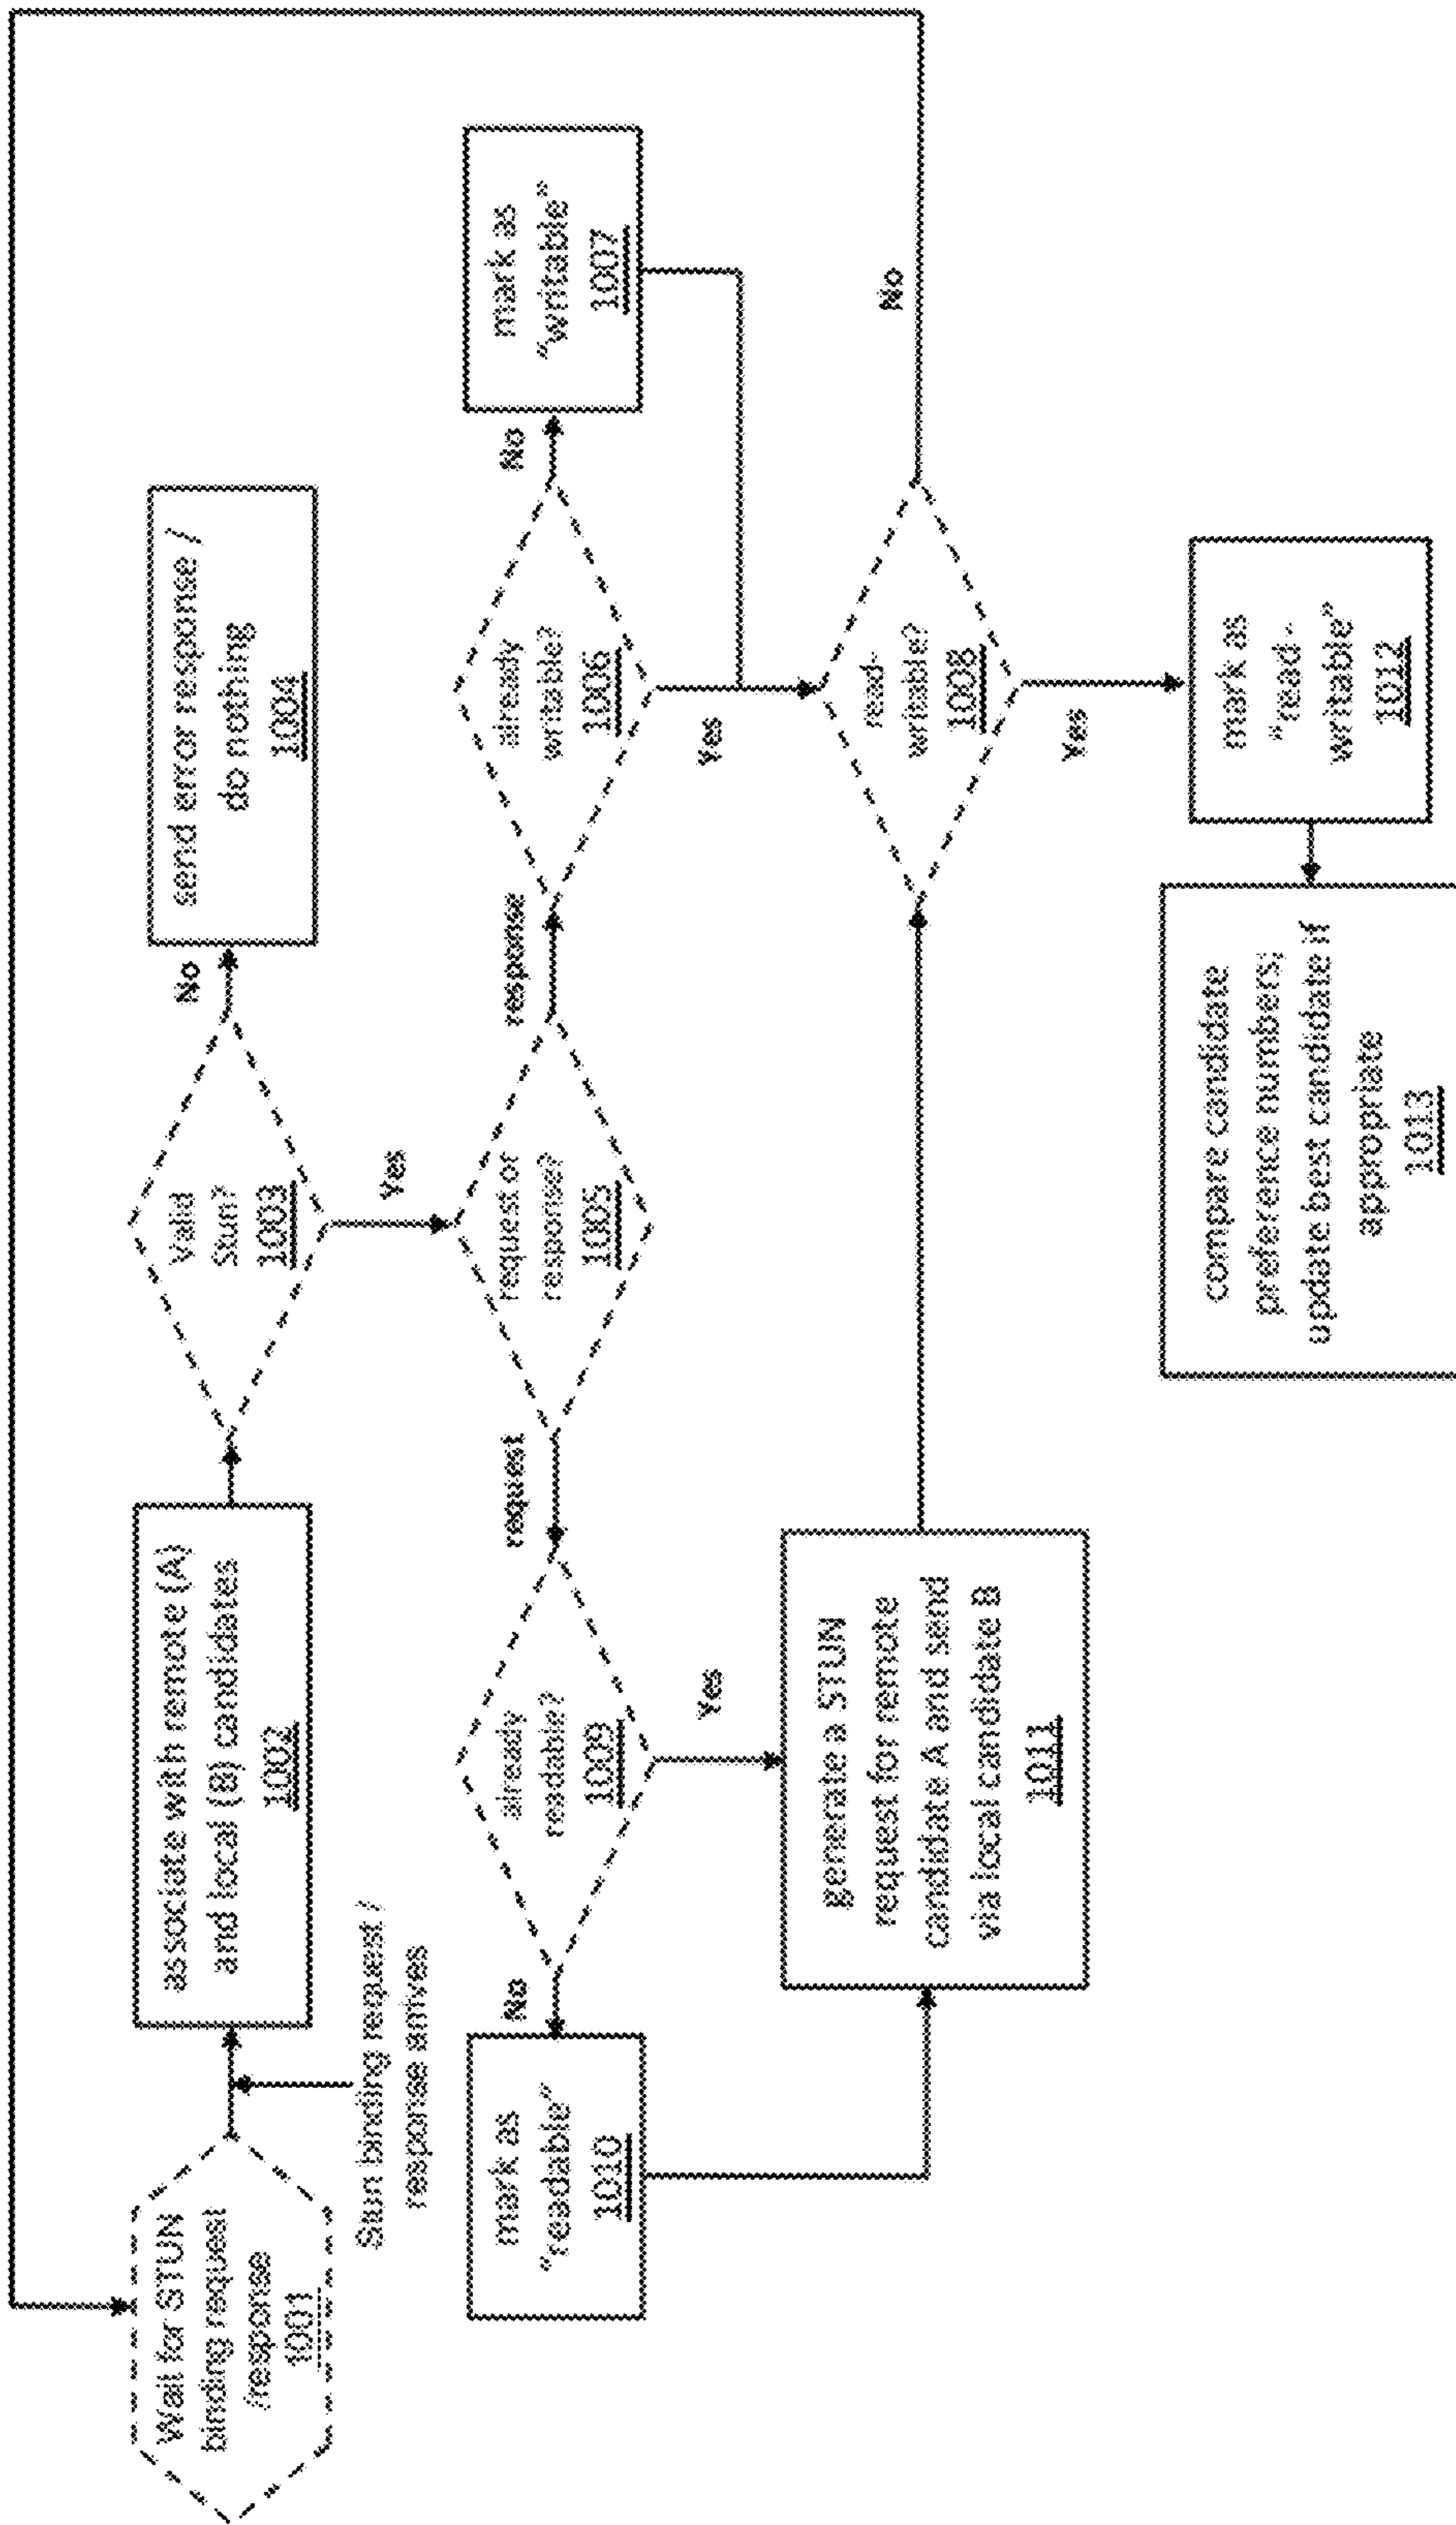 Wait for STUN
binding request
/response
1001
Stun binding request /
response arrives
associate with remote (A)
and local (B) candidates
1002
Valid
Stun?
1003
No
send error response /
do nothing
1004
Yes
request or
response?
1005
response
already
writable?
1006
No
mark as
"writable"
1007
Yes
request
already
readable?
1009
No
mark as
"readable"
1010
Yes
generate a STUN
request for remote
candidate A and send
via local candidate B
1011
read-
writable?
1008
No
Yes
mark as
"read-
writable"
1012
compare candidate
preference numbers;
update best candidate if
appropriate
1013